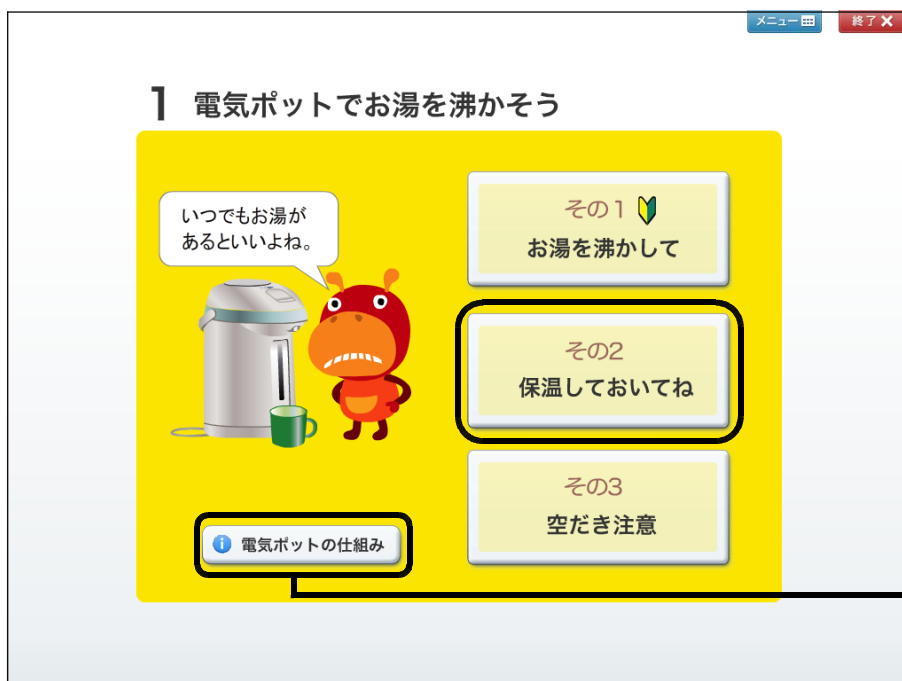 メニュー
終了
1 電気ポットでお湯を沸かそう
いつでもお湯が
あるといいよね。
その1
お湯を沸かして
その2
保温しておいてね
その3
空だき注意
i 電気ポットの仕組み